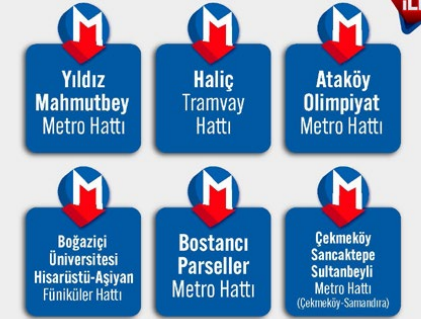 İL
M
M
M
Yıldız
Mahmutbey
Metro Hattı
Haliç
Tramvay
Hattı
Ataköy
Olimpiyat
Metro Hattı
M
M
M
Boğaziçi
Üniversitesi
Hisarüstü-Aşiyan
Füniküler Hattı
Bostancı
Parseller
Metro Hattı
Çekmeköy
Sancaktepe
Sultanbeyli
Metro Hattı
(Çekmeköy-Samandıra)